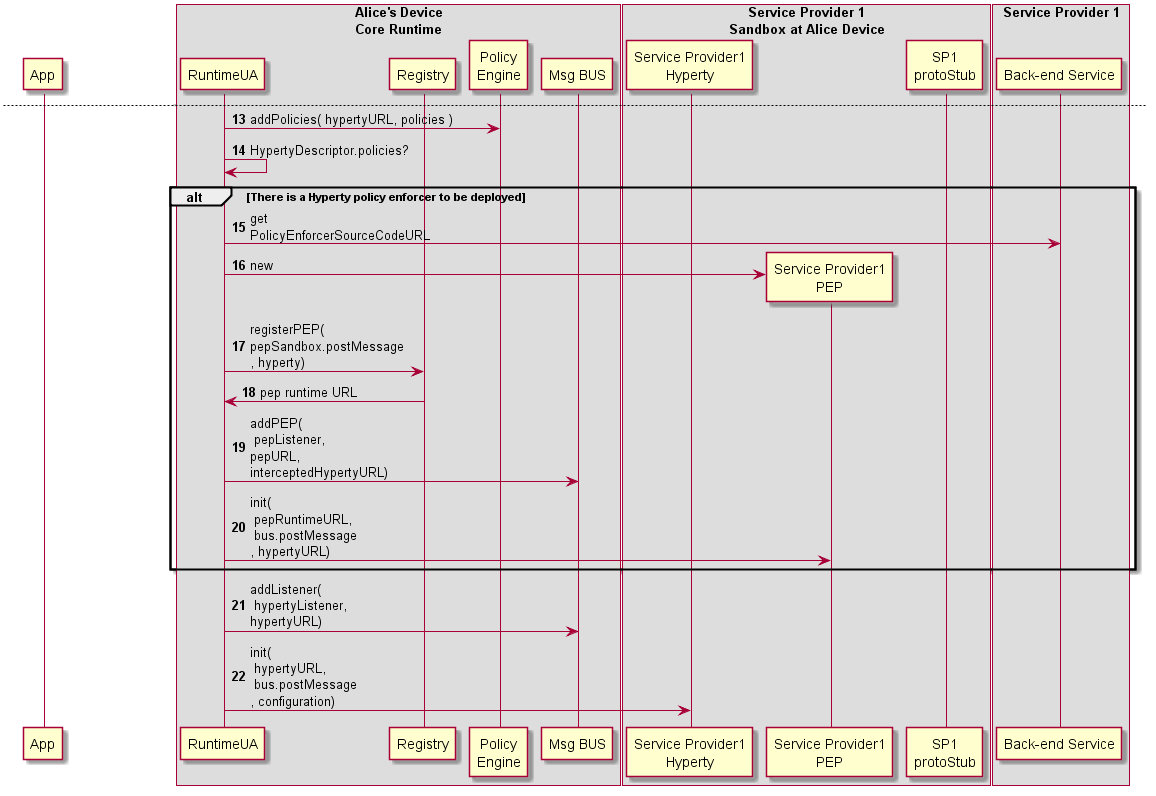 Alice's Device
Core Runtime
Service Provider 1
Sandbox at Alice Device
Service Provider 1
App
RuntimeUA
Registry
Policy
Engine
Msg BUS
Service Provider1
Hyperty
SP1
protoStub
Back-end Service
13 addPolicies( hypertyURL, policies )
14 HypertyDescriptor.policies?
alt [There is a Hyperty policy enforcer to be deployed]
15 get
PolicyEnforcerSourceCodeURL
16 new
Service Provider1
PEP
17 registerPEP(
pepSandbox.postMessage
, hyperty)
18 pep runtime URL
19 addPEP(
pepListener,
pepURL,
interceptedHypertyURL)
20 init(
pepRuntimeURL,
bus.postMessage
, hypertyURL)
21 addListener(
hypertyListener,
hypertyURL)
22 init(
hypertyURL,
bus.postMessage
, configuration)
App
RuntimeUA
Registry
Policy
Engine
Msg BUS
Service Provider1
Hyperty
Service Provider1
PEP
SP1
protoStub
Back-end Service